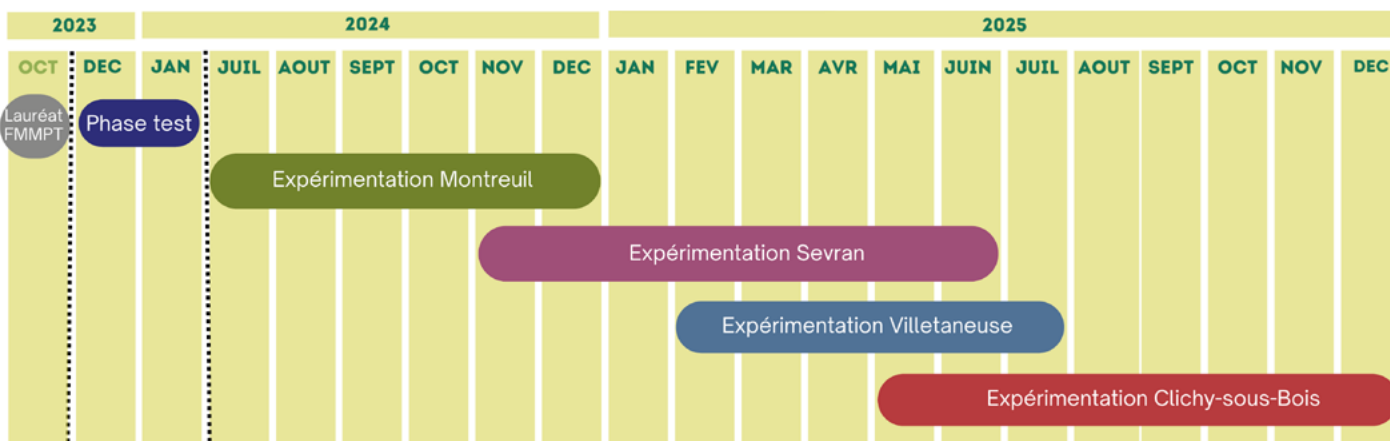 2023 2024 2025
OCT DEC JAN JUIL AOUT SEPT OCT NOV DEC JAN FEV MAR AVR MAI JUIN JUIL AOUT SEPT OCT NOV DEC
Lauréat
FMMPT
Phase test
Expérimentation Montreuil
Expérimentation Sevran
Expérimentation Villetaneuse
Expérimentation Clichy-sous-Bois